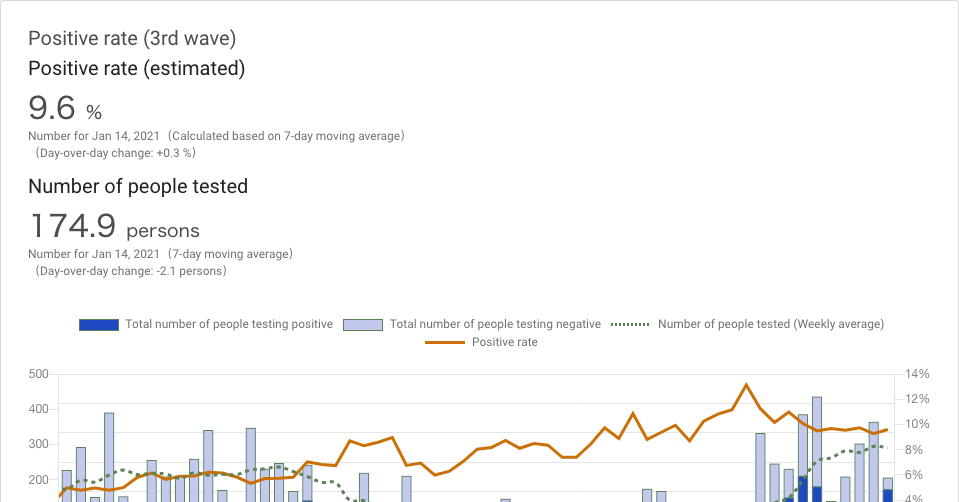 Positive rate (3rd wave)
Positive rate (estimated)
9.6 %
Number for Jan 14, 2021 (Calculated based on 7-day moving average)
(Day-over-day change: +0.3 %)
Number of people tested
174.9 persons
Number for Jan 14, 2021 (7-day moving average)
(Day-over-day change: -2.1 persons)
Total number of people testing positive Total number of people testing negative Number of people tested (Weekly average)
Positive rate
500 14%
12%
400
10%
300
8%
200 6%
4%